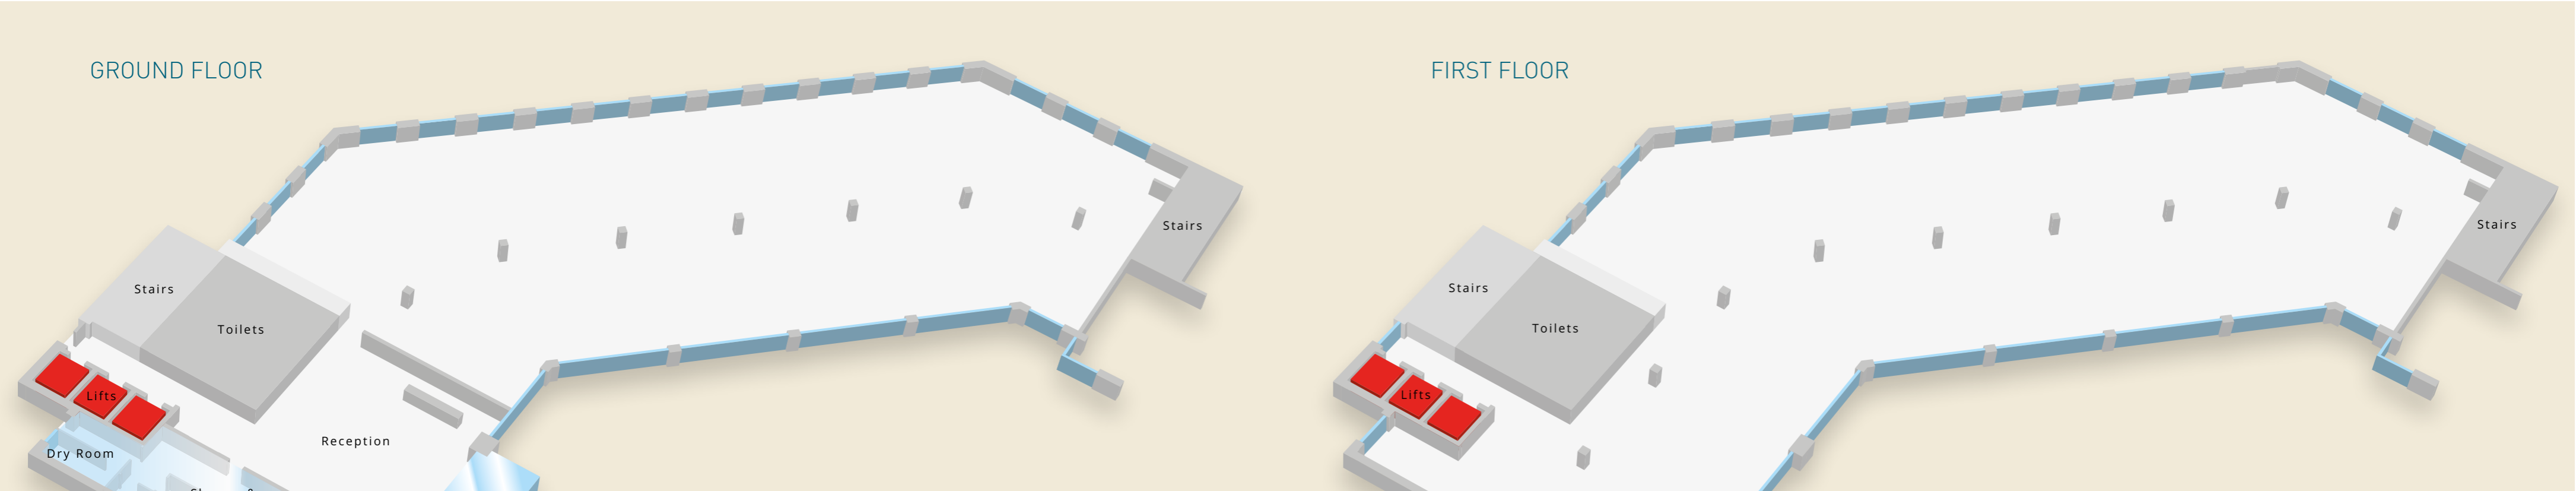 GROUND FLOOR
Stairs
Stairs
Toilets
Lifts
Reception
Dry Room
FIRST FLOOR
Stairs
Stairs
Toilets
Lifts